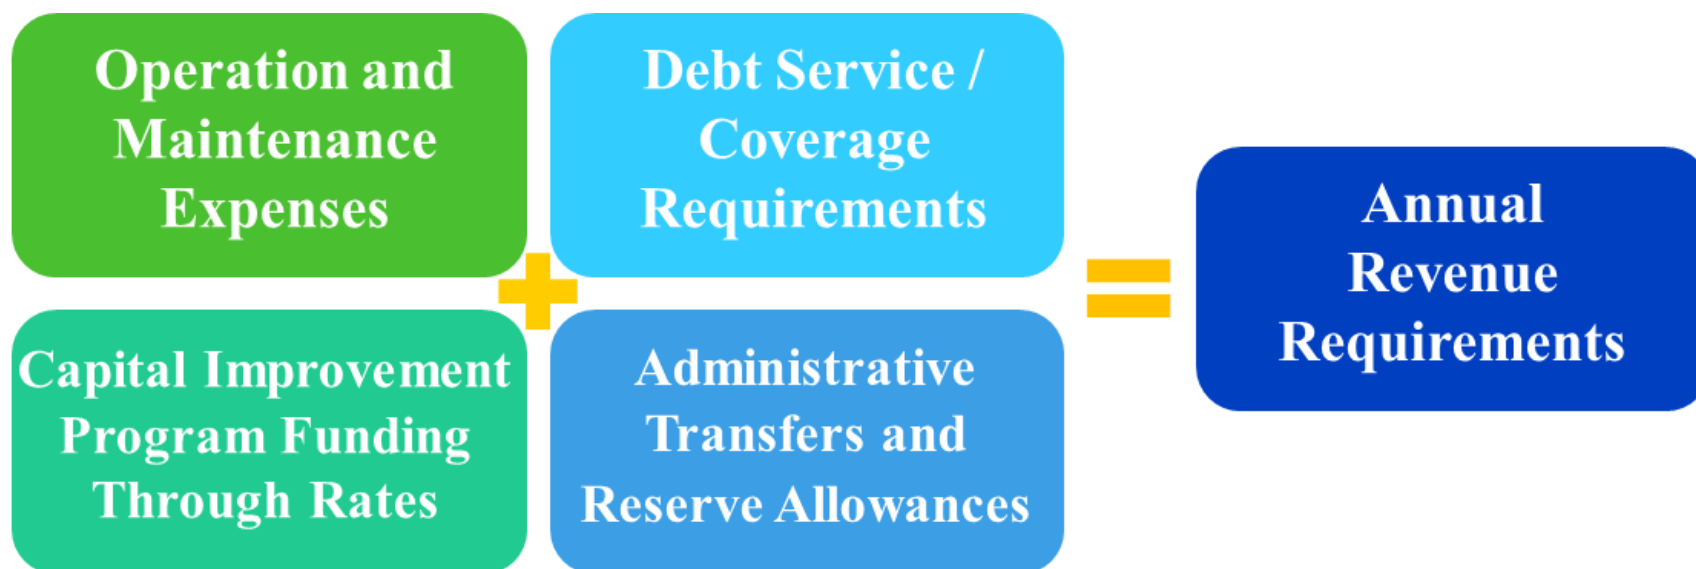 Operation and
Maintenance
Expenses
Debt Service /
Coverage
Requirements
Capital Improvement
Program Funding
Through Rates
Administrative
Transfers and
Reserve Allowances
Annual
Revenue
Requirements